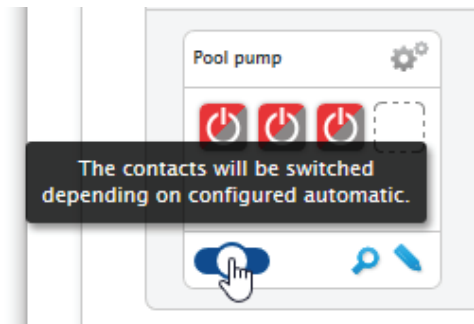 Pool pump
The contacts will be switched
depending on configured automatic.